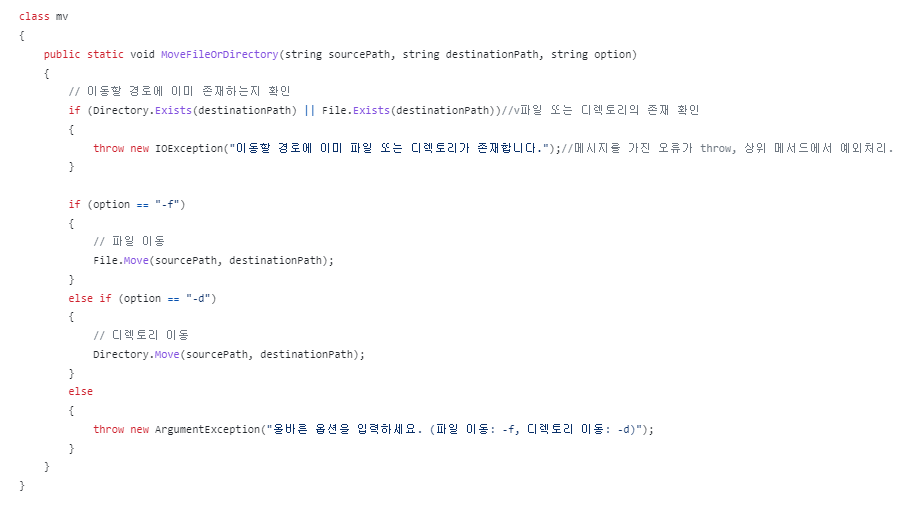 class mv
{
    public static void MoveFileOrDirectory(string sourcePath, string destinationPath, string option)
    {
        // 이동할 경로에 이미 존재하는지 확인
        if (Directory.Exists(destinationPath) || File.Exists(destinationPath))//v파일 또는 디렉토리의 존재 확인
        {
            throw new IOException("이동할 경로에 이미 파일 또는 디렉토리가 존재합니다.");//메시지를 가진 오류가 throw, 상위 메서드에서 예외처리.
        }

        if (option == "-f")
        {
            // 파일 이동
            File.Move(sourcePath, destinationPath);
        }
        else if (option == "-d")
        {
            // 디렉토리 이동
            Directory.Move(sourcePath, destinationPath);
        }
        else
        {
            throw new ArgumentException("올바른 옵션을 입력하세요. (파일 이동: -f, 디렉토리 이동: -d)");
        }
    }
}